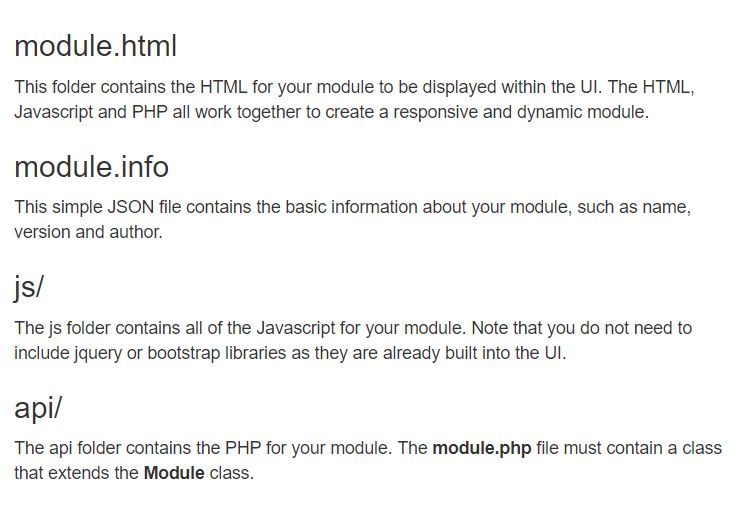 module.html
This folder contains the HTML for your module to be displayed within the UI. The HTML,
Javascript and PHP all work together to create a responsive and dynamic module.
module.info
This simple JSON file contains the basic information about your module, such as name,
version and author.
js/
The js folder contains all of the Javascript for your module. Note that you do not need to
include jquery or bootstrap libraries as they are already built into the UI.
api/
The api folder contains the PHP for your module. The module.php file must contain a class
that extends the Module class.